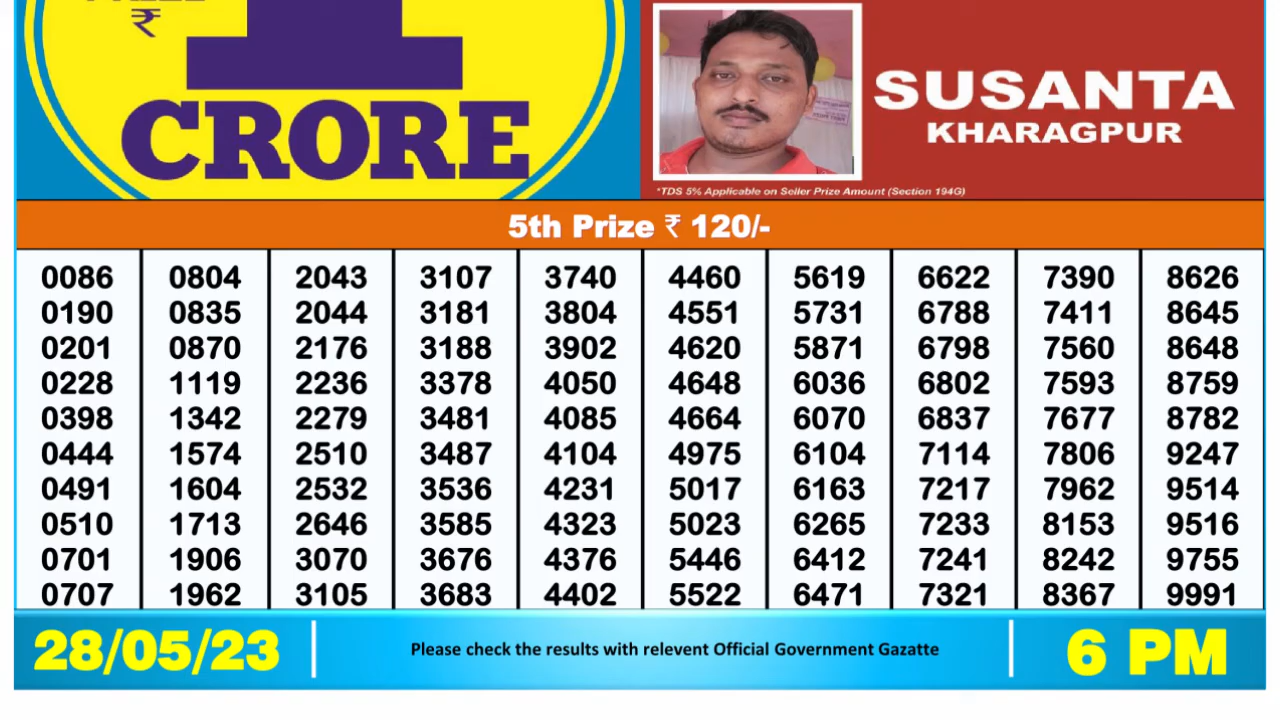 ₹
1
CRORE
SUSANTA
KHARAGPUR
*TDS 5% Applicable on Seller Prize Amount (Section 194G)
5th Prize ₹ 120/-
0086 0804 2043 3107 3740 4460 5619 6622 7390 8626
0190 0835 2044 3181 3804 4551 5731 6788 7411 8645
0201 0870 2176 3188 3902 4620 5871 6798 7560 8648
0228 1119 2236 3378 4050 4648 6036 6802 7593 8759
0398 1342 2279 3481 4085 4664 6070 6837 7677 8782
0444 1574 2510 3487 4104 4975 6104 7114 7806 9247
0491 1604 2532 3536 4231 5017 6163 7217 7962 9514
0510 1713 2646 3585 4323 5023 6265 7233 8153 9516
0701 1906 3070 3676 4376 5446 6412 7241 8242 9755
0707 1962 3105 3683 4402 5522 6471 7321 8367 9991
28/05/23
Please check the results with relevent Official Government Gazatte
6 PM